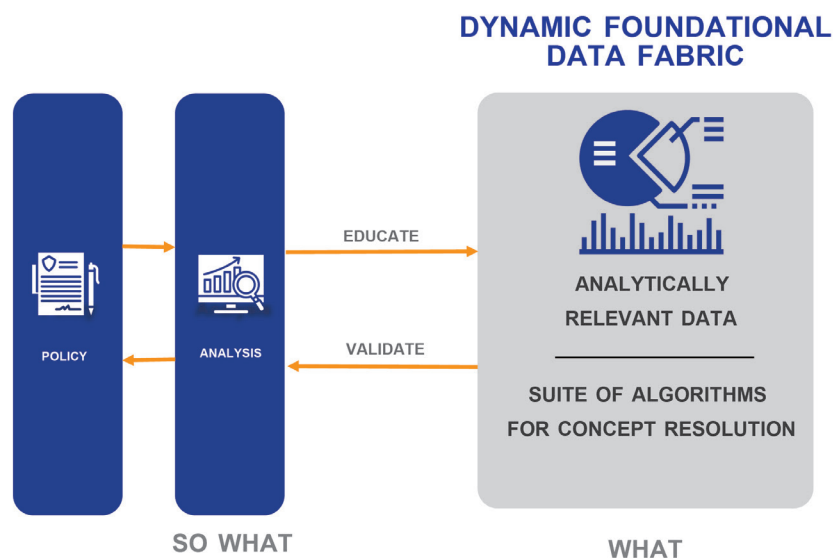 DYNAMIC FOUNDATIONAL
DATA FABRIC
POLICY
ANALYSIS
EDUCATE
VALIDATE
ANALYTICALLY
RELEVANT DATA
SUITE OF ALGORITHMS
FOR CONCEPT RESOLUTION
SO WHAT
WHAT